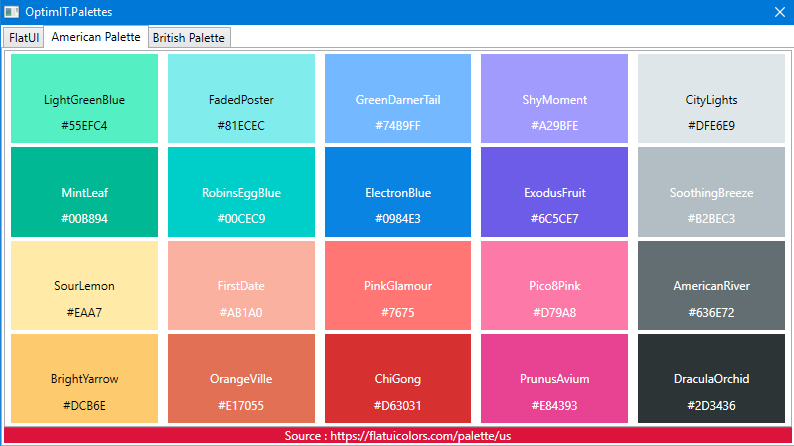 OptimIT.Palettes
FlatUI American Palette British Palette
LightGreenBlue FadedPoster GreenDarnerTail ShyMoment CityLights
#55EFC4 #81ECEC #74B9FF #A29BFE #DFE6E9
MintLeaf RobinsEggBlue ElectronBlue ExodusFruit SoothingBreeze
#00B894 #00CEC9 #0984E3 #6C5CE7 #B2BEC3
SourLemon FirstDate PinkGlamour Pico8Pink AmericanRiver
#EAA7 #AB1A0 #7675 #D79A8 #636E72
BrightYarrow OrangeVille ChiGong PrunusAvium DraculaOrchid
#DCB6E #E17055 #D63031 #E84393 #2D3436
Source : https://flatuicolors.com/palette/us